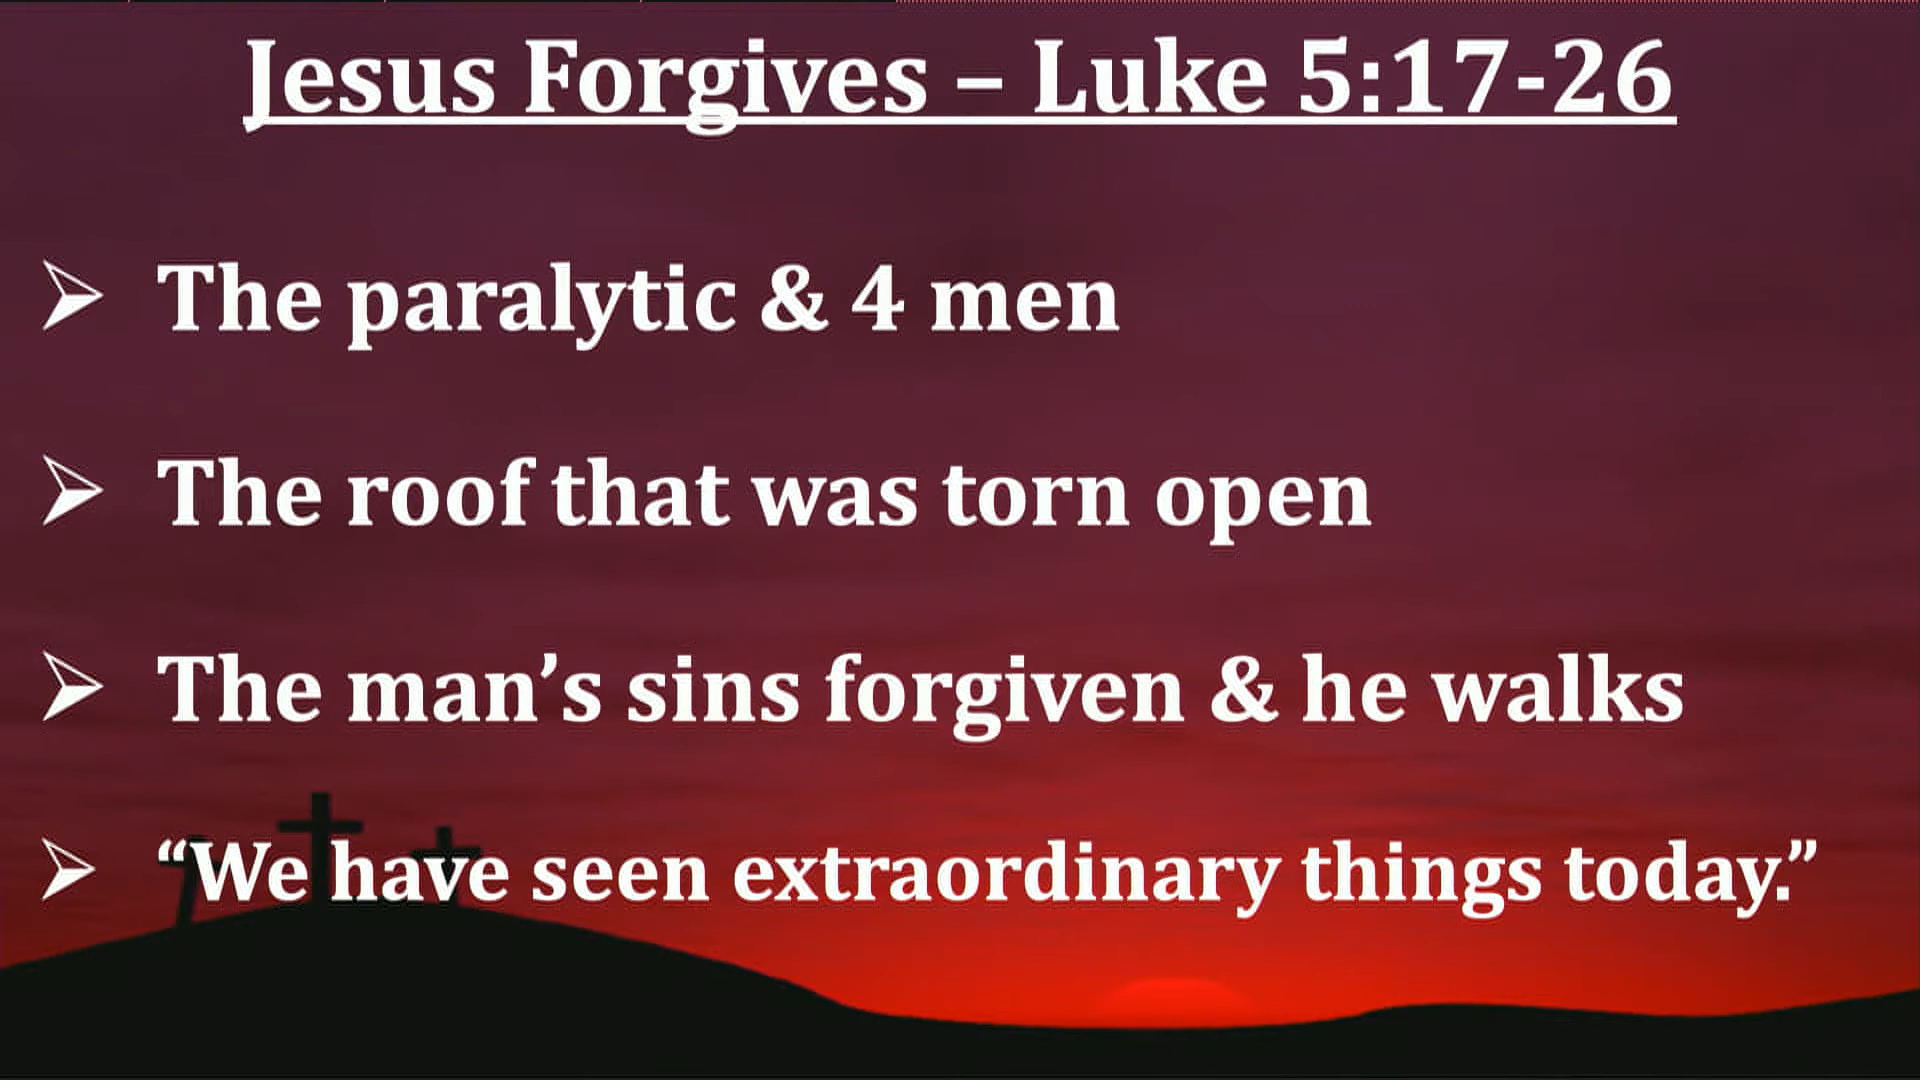 Jesus Forgives – Luke 5:17-26
➢ The paralytic & 4 men
➢ The roof that was torn open
➢ The man’s sins forgiven & he walks
➢ “We have seen extraordinary things today.”